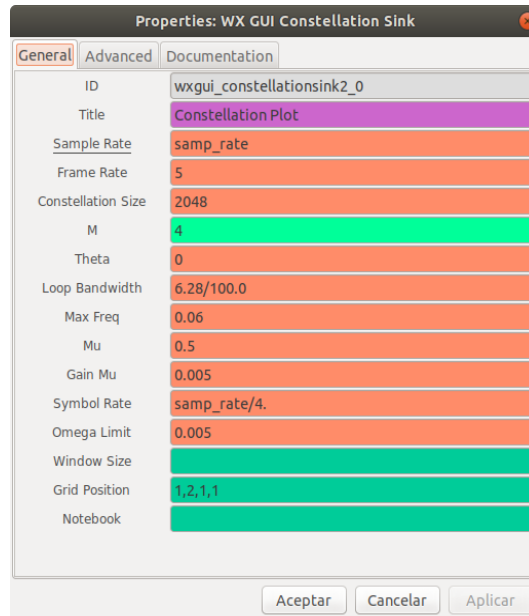 Properties: WX GUI Constellation Sink
General Advanced Documentation
ID wxgui_constellationsink2_0
Title Constellation Plot
Sample Rate samp_rate
Frame Rate 5
Constellation Size 2048
M 4
Theta 0
Loop Bandwidth 6.28/100.0
Max Freq 0.06
Mu 0.5
Gain Mu 0.005
Symbol Rate samp_rate/4.
Omega Limit 0.005
Window Size
Grid Position 1,2,1,1
Notebook
Aceptar Cancelar Aplicar